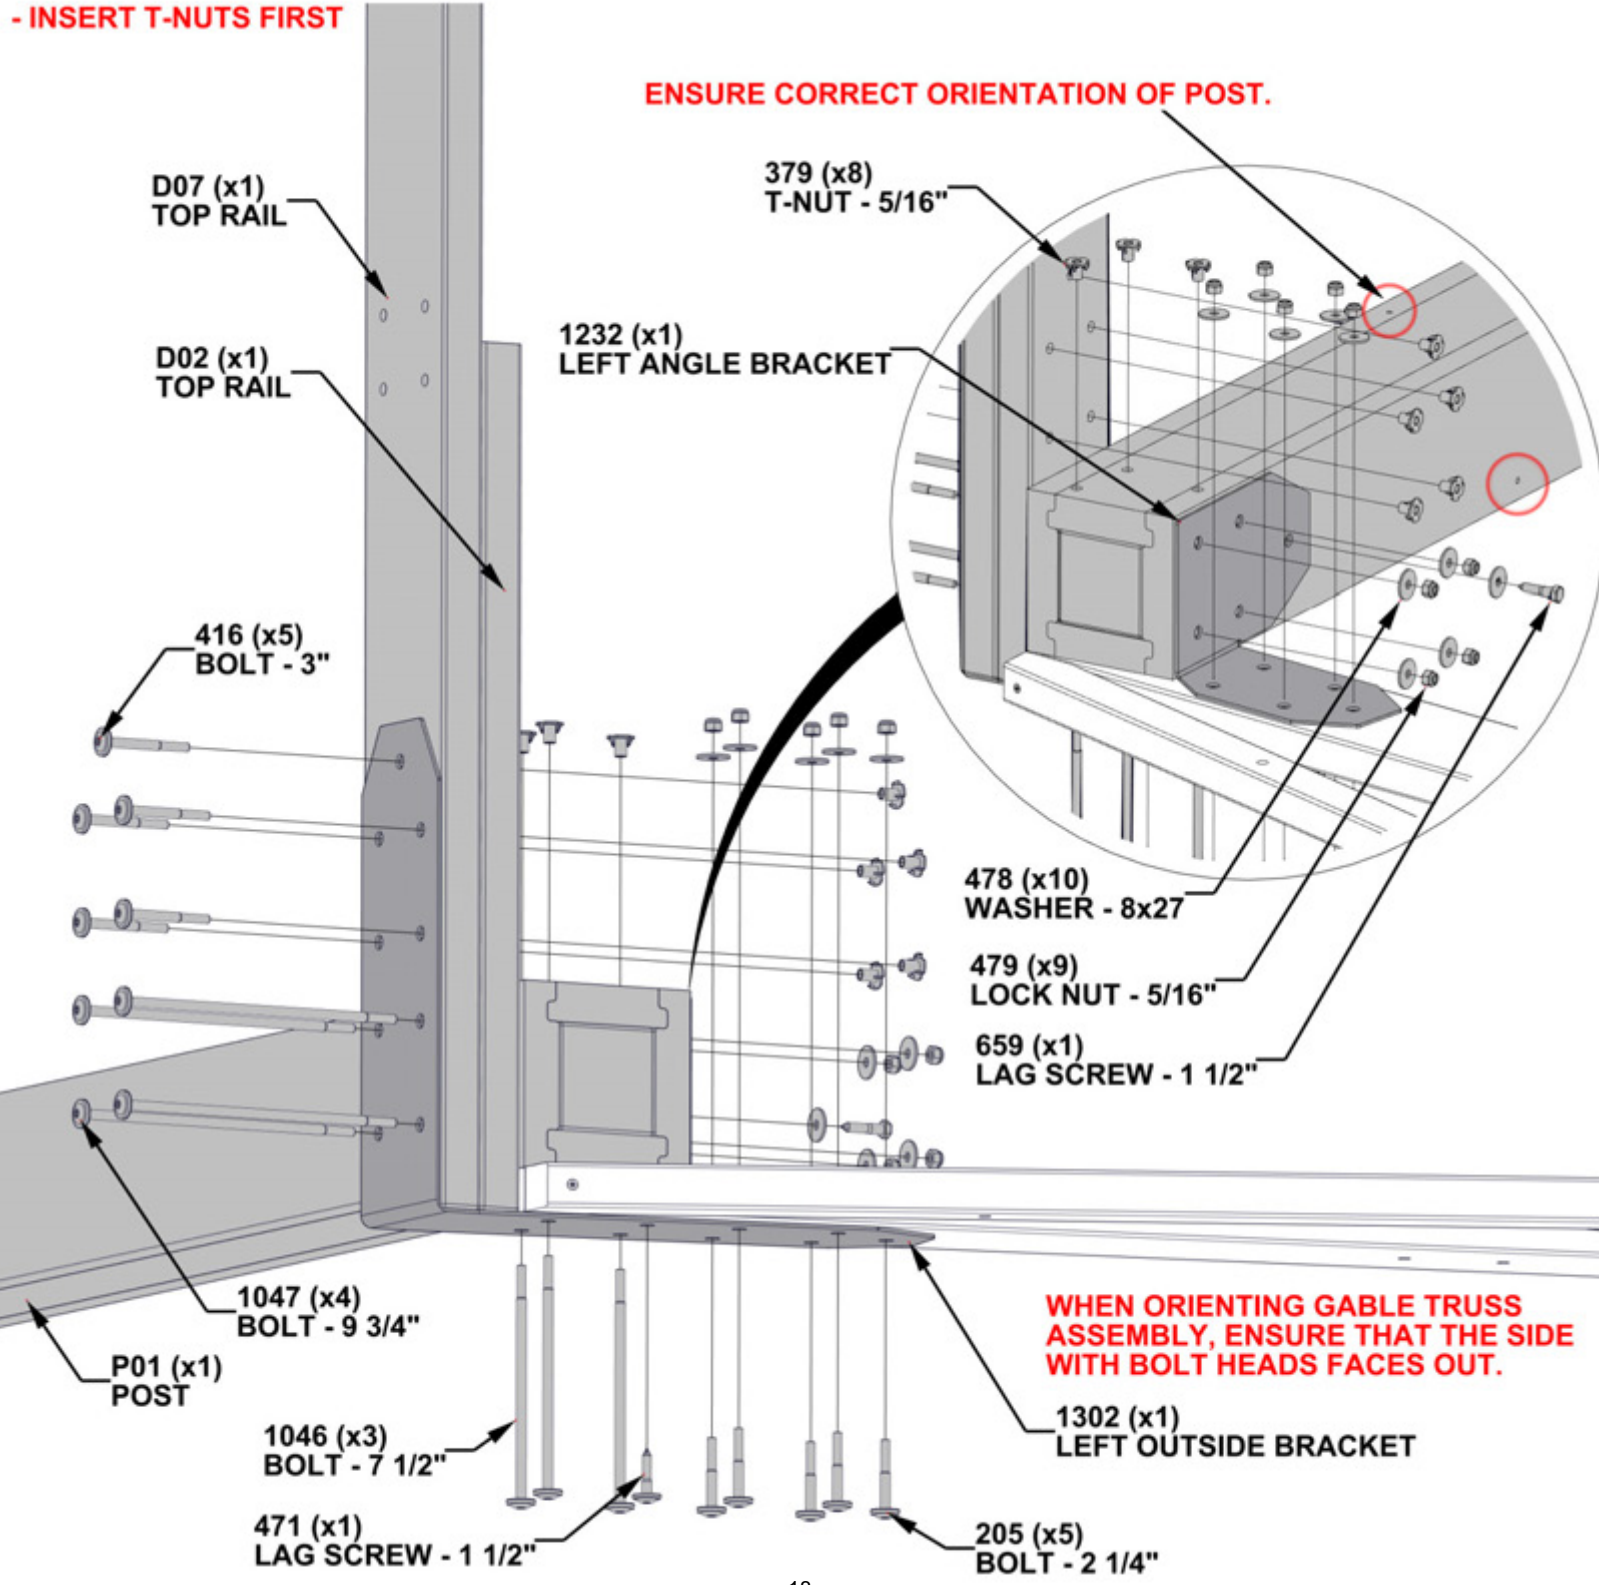 - INSERT T-NUTS FIRST
ENSURE CORRECT ORIENTATION OF POST.
379 (x8)
T-NUT - 5/16"
D07 (x1)
TOP RAIL
1232 (x1)
LEFT ANGLE BRACKET
D02 (x1)
TOP RAIL
416 (x5)
BOLT - 3"
478 (x10)
WASHER - 8x27
479 (x9)
LOCK NUT - 5/16"
659 (x1)
LAG SCREW - 1 1/2"
1047 (x4)
BOLT - 9 3/4"
P01 (x1)
POST
WHEN ORIENTING GABLE TRUSS
ASSEMBLY, ENSURE THAT THE SIDE
WITH BOLT HEADS FACES OUT.
1302 (x1)
LEFT OUTSIDE BRACKET
1046 (x3)
BOLT - 7 1/2"
471 (x1)
LAG SCREW - 1 1/2"
205 (x5)
BOLT - 2 1/4"